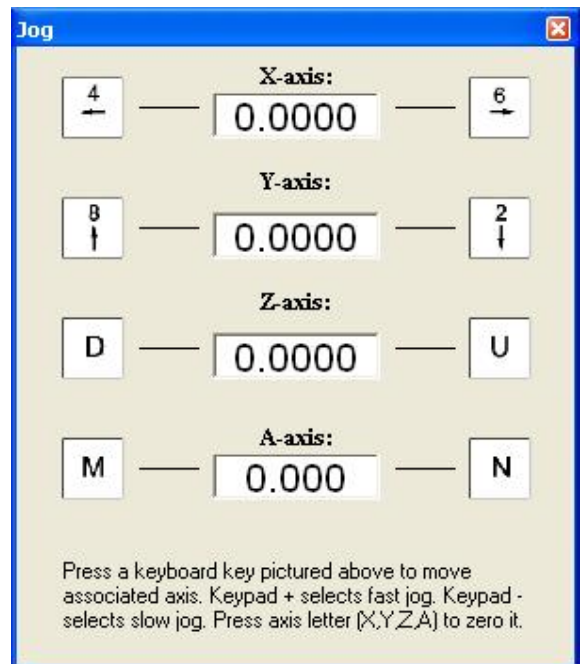 Jog
X-axis:
4 0.0000 6
Y-axis:
8 0.0000 2
Z-axis:
D 0.0000 U
A-axis:
M 0.000 N
Press a keyboard key pictured above to move
associated axis. Keypad + selects fast jog. Keypad -
selects slow jog. Press axis letter (X,Y,Z,A) to zero it.